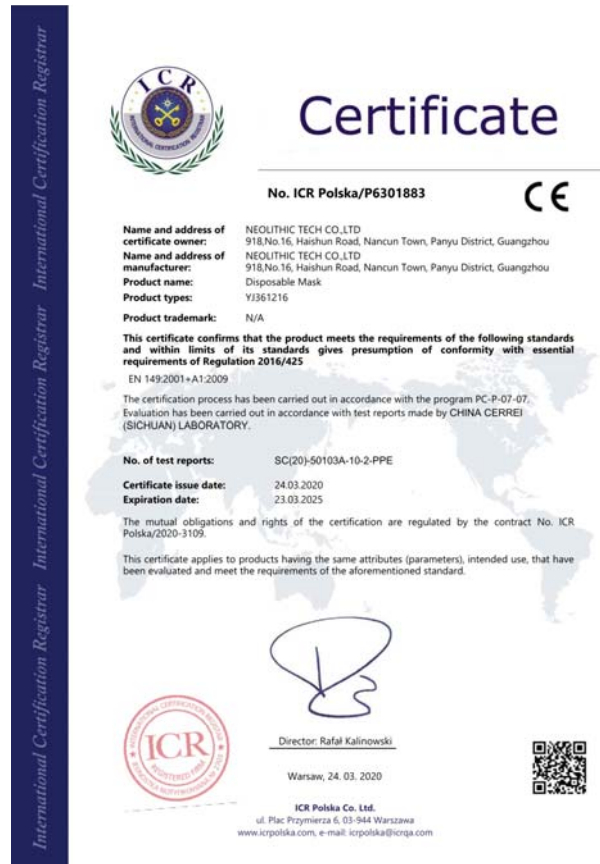 International Certification Registrar International Certification Registrar International Certification Registrar
ICR
INTERNATIONAL CERTIFICATION REGISTRAR
Certificate
No. ICR Polska/P6301883
CE
Name and address of certificate owner: NEOLITHIC TECH CO.,LTD
918,No.16, Haishun Road, Nancun Town, Panyu District, Guangzhou
Name and address of manufacturer: NEOLITHIC TECH CO.,LTD
918,No.16, Haishun Road, Nancun Town, Panyu District, Guangzhou
Product name: Disposable Mask
Product types: YJ361216
Product trademark: N/A
This certificate confirms that the product meets the requirements of the following standards
and within limits of its standards gives presumption of conformity with essential
requirements of Regulation 2016/425
EN 149:2001+A1:2009
The certification process has been carried out in accordance with the program PC-P-07-07.
Evaluation has been carried out in accordance with test reports made by CHINA CERREI
(SICHUAN) LABORATORY.
No. of test reports: SC(20)-50103A-10-2-PPE
Certificate issue date: 24.03.2020
Expiration date: 23.03.2025
The mutual obligations and rights of the certification are regulated by the contract No. ICR
Polska/2020-3109.
This certificate applies to products having the same attributes (parameters), intended use, that have
been evaluated and meet the requirements of the aforementioned standard.
INTERNATIONAL CERTIFICATION REGISTRAR
ICR
REGISTERED FIRM
Director: Rafał Kalinowski
Warsaw, 24. 03. 2020
ICR Polska Co. Ltd.
ul. Plac Przymierza 6, 03-944 Warszawa
www.icrpolska.com, e-mail: icrpolska@icrqa.com